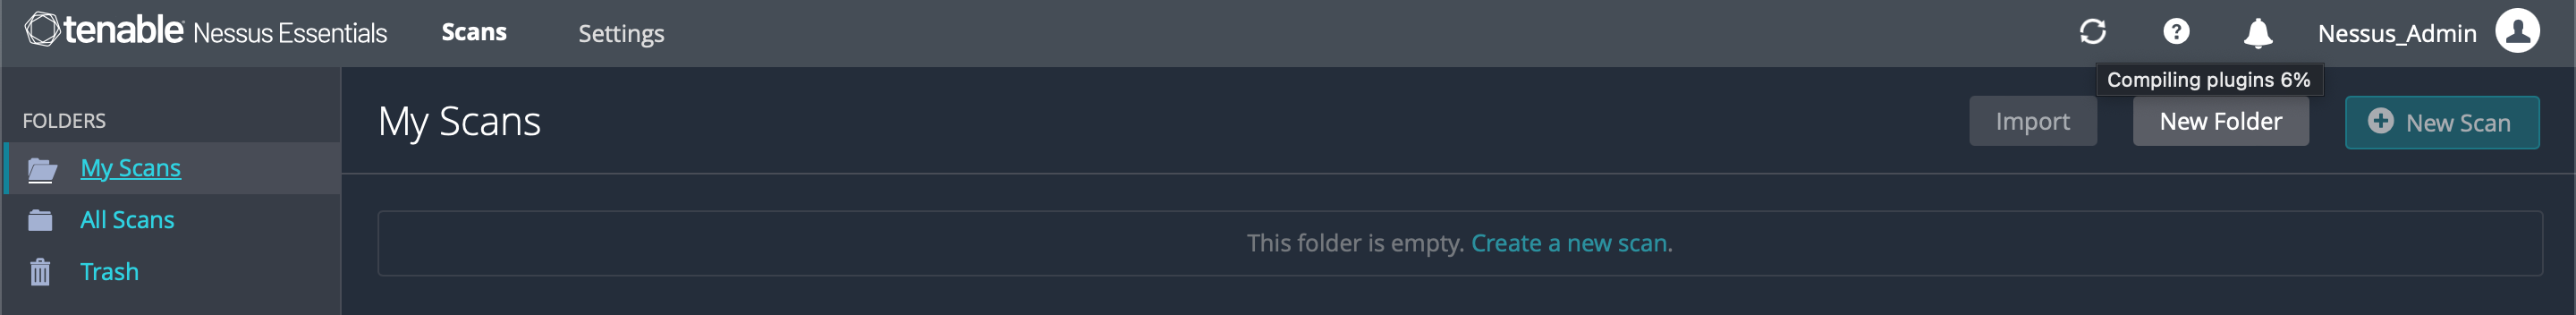 tenable Nessus Essentials Scans Settings Nessus_Admin
Compiling plugins 6%
FOLDERS
My Scans
All Scans
Trash
My Scans
Import New Folder New Scan
This folder is empty. Create a new scan.